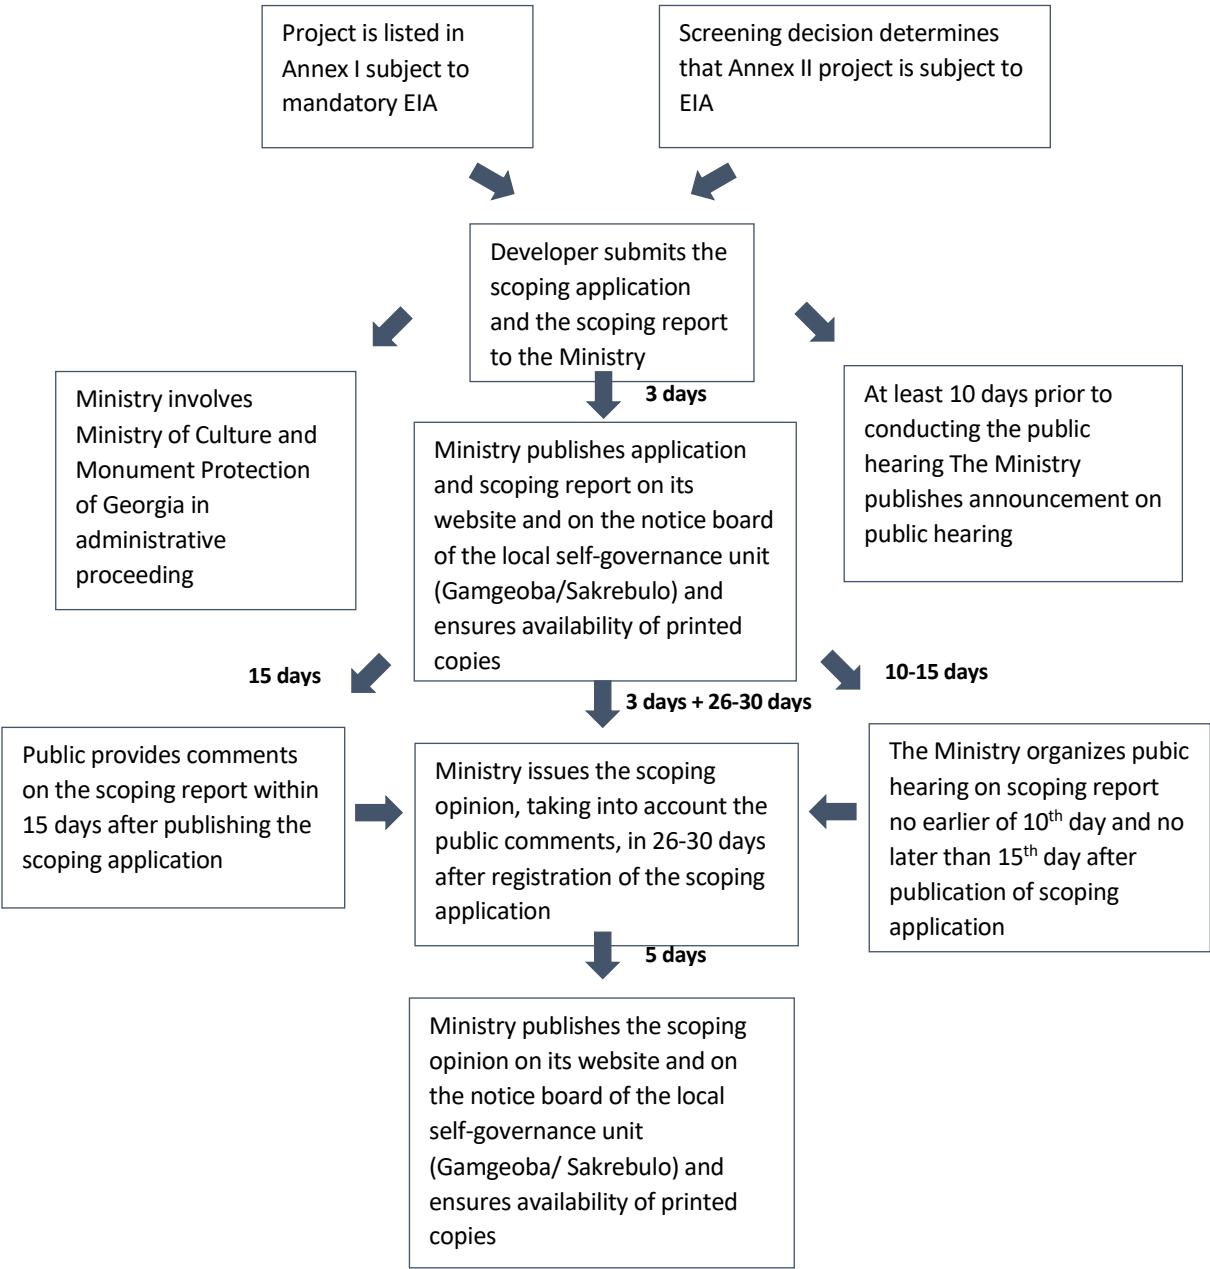 Project is listed in
Annex I subject to
mandatory EIA
Screening decision determines
that Annex II project is subject to
EIA
Developer submits the
scoping application
and the scoping report
to the Ministry
3 days
Ministry involves
Ministry of Culture and
Monument Protection
of Georgia in
administrative
proceeding
At least 10 days prior to
conducting the public
hearing The Ministry
publishes announcement on
public hearing
Ministry publishes application
and scoping report on its
website and on the notice board
of the local self-governance unit
(Gamgeoba/Sakrebulo) and
ensures availability of printed
copies
15 days
3 days + 26-30 days
10-15 days
Public provides comments
on the scoping report within
15 days after publishing the
scoping application
Ministry issues the scoping
opinion, taking into account the
public comments, in 26-30 days
after registration of the scoping
application
The Ministry organizes pubic
hearing on scoping report
no earlier of 10th day and no
later than 15th day after
publication of scoping
application
5 days
Ministry publishes the scoping
opinion on its website and on
the notice board of the local
self-governance unit
(Gamgeoba/ Sakrebulo) and
ensures availability of printed
copies